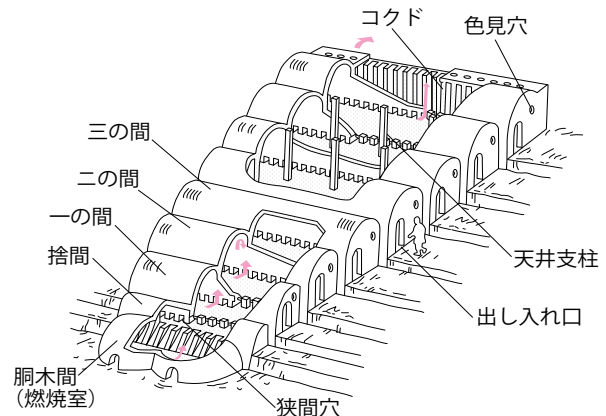 コクド
色見穴
三の間
二の間
一の間
捨間
天井支柱
出し入れ口
胴木間
（燃焼室）
狭間穴